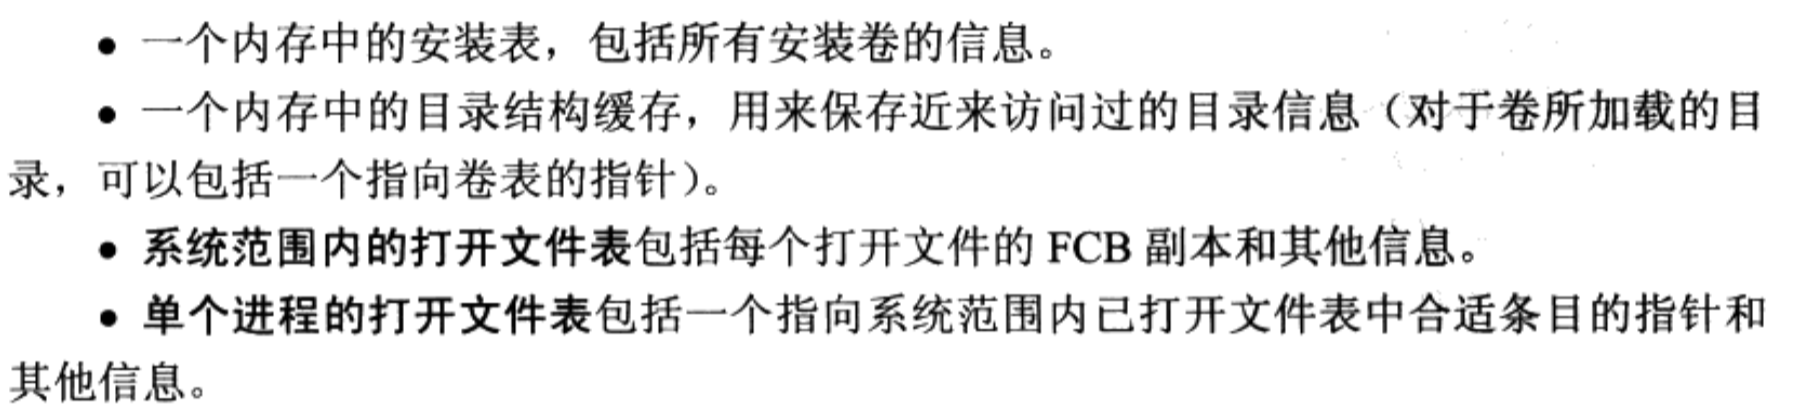 ● 一个内存中的安装表，包括所有安装卷的信息。
● 一个内存中的目录结构缓存，用来保存近来访问过的目录信息（对于卷所加载的目
录，可以包括一个指向卷表的指针）。
● 系统范围内的打开文件表包括每个打开文件的 FCB 副本和其他信息。
● 单个进程的打开文件表包括一个指向系统范围内已打开文件表中合适条目的指针和
其他信息。